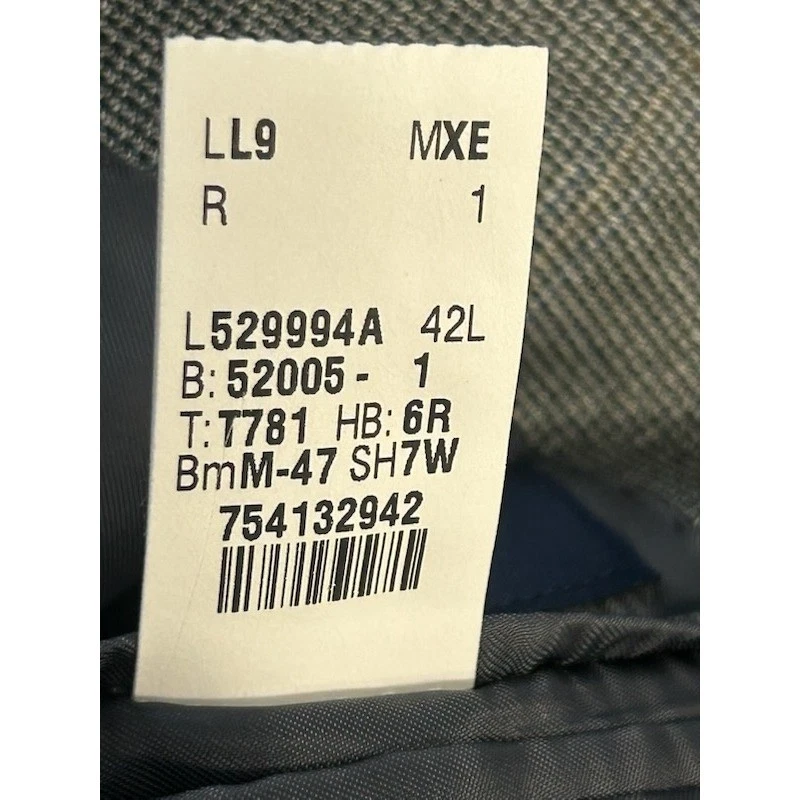 LL9 MXE
R 1
L529994A 42L
B: 52005 - 1
T: T781 HB: 6R
BmM-47 SH7W
754132942